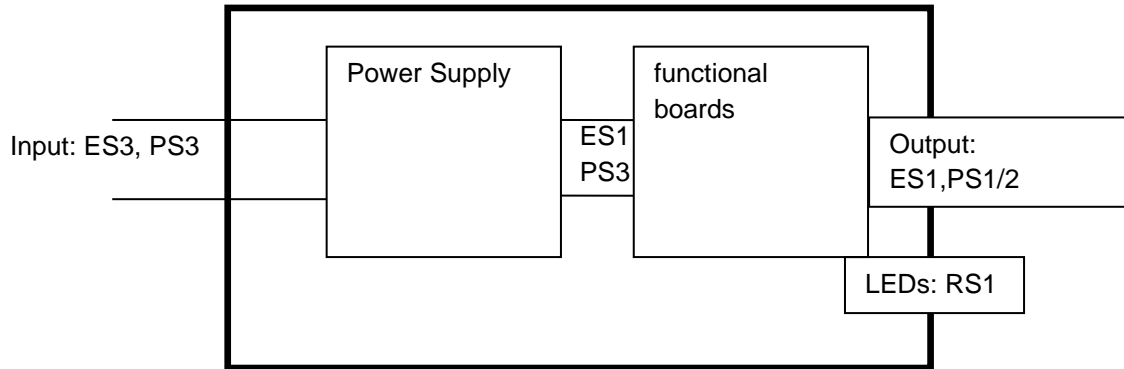 Power Supply
functional
boards
Input: ES3, PS3
ES1
PS3
Output:
ES1,PS1/2
LEDs: RS1